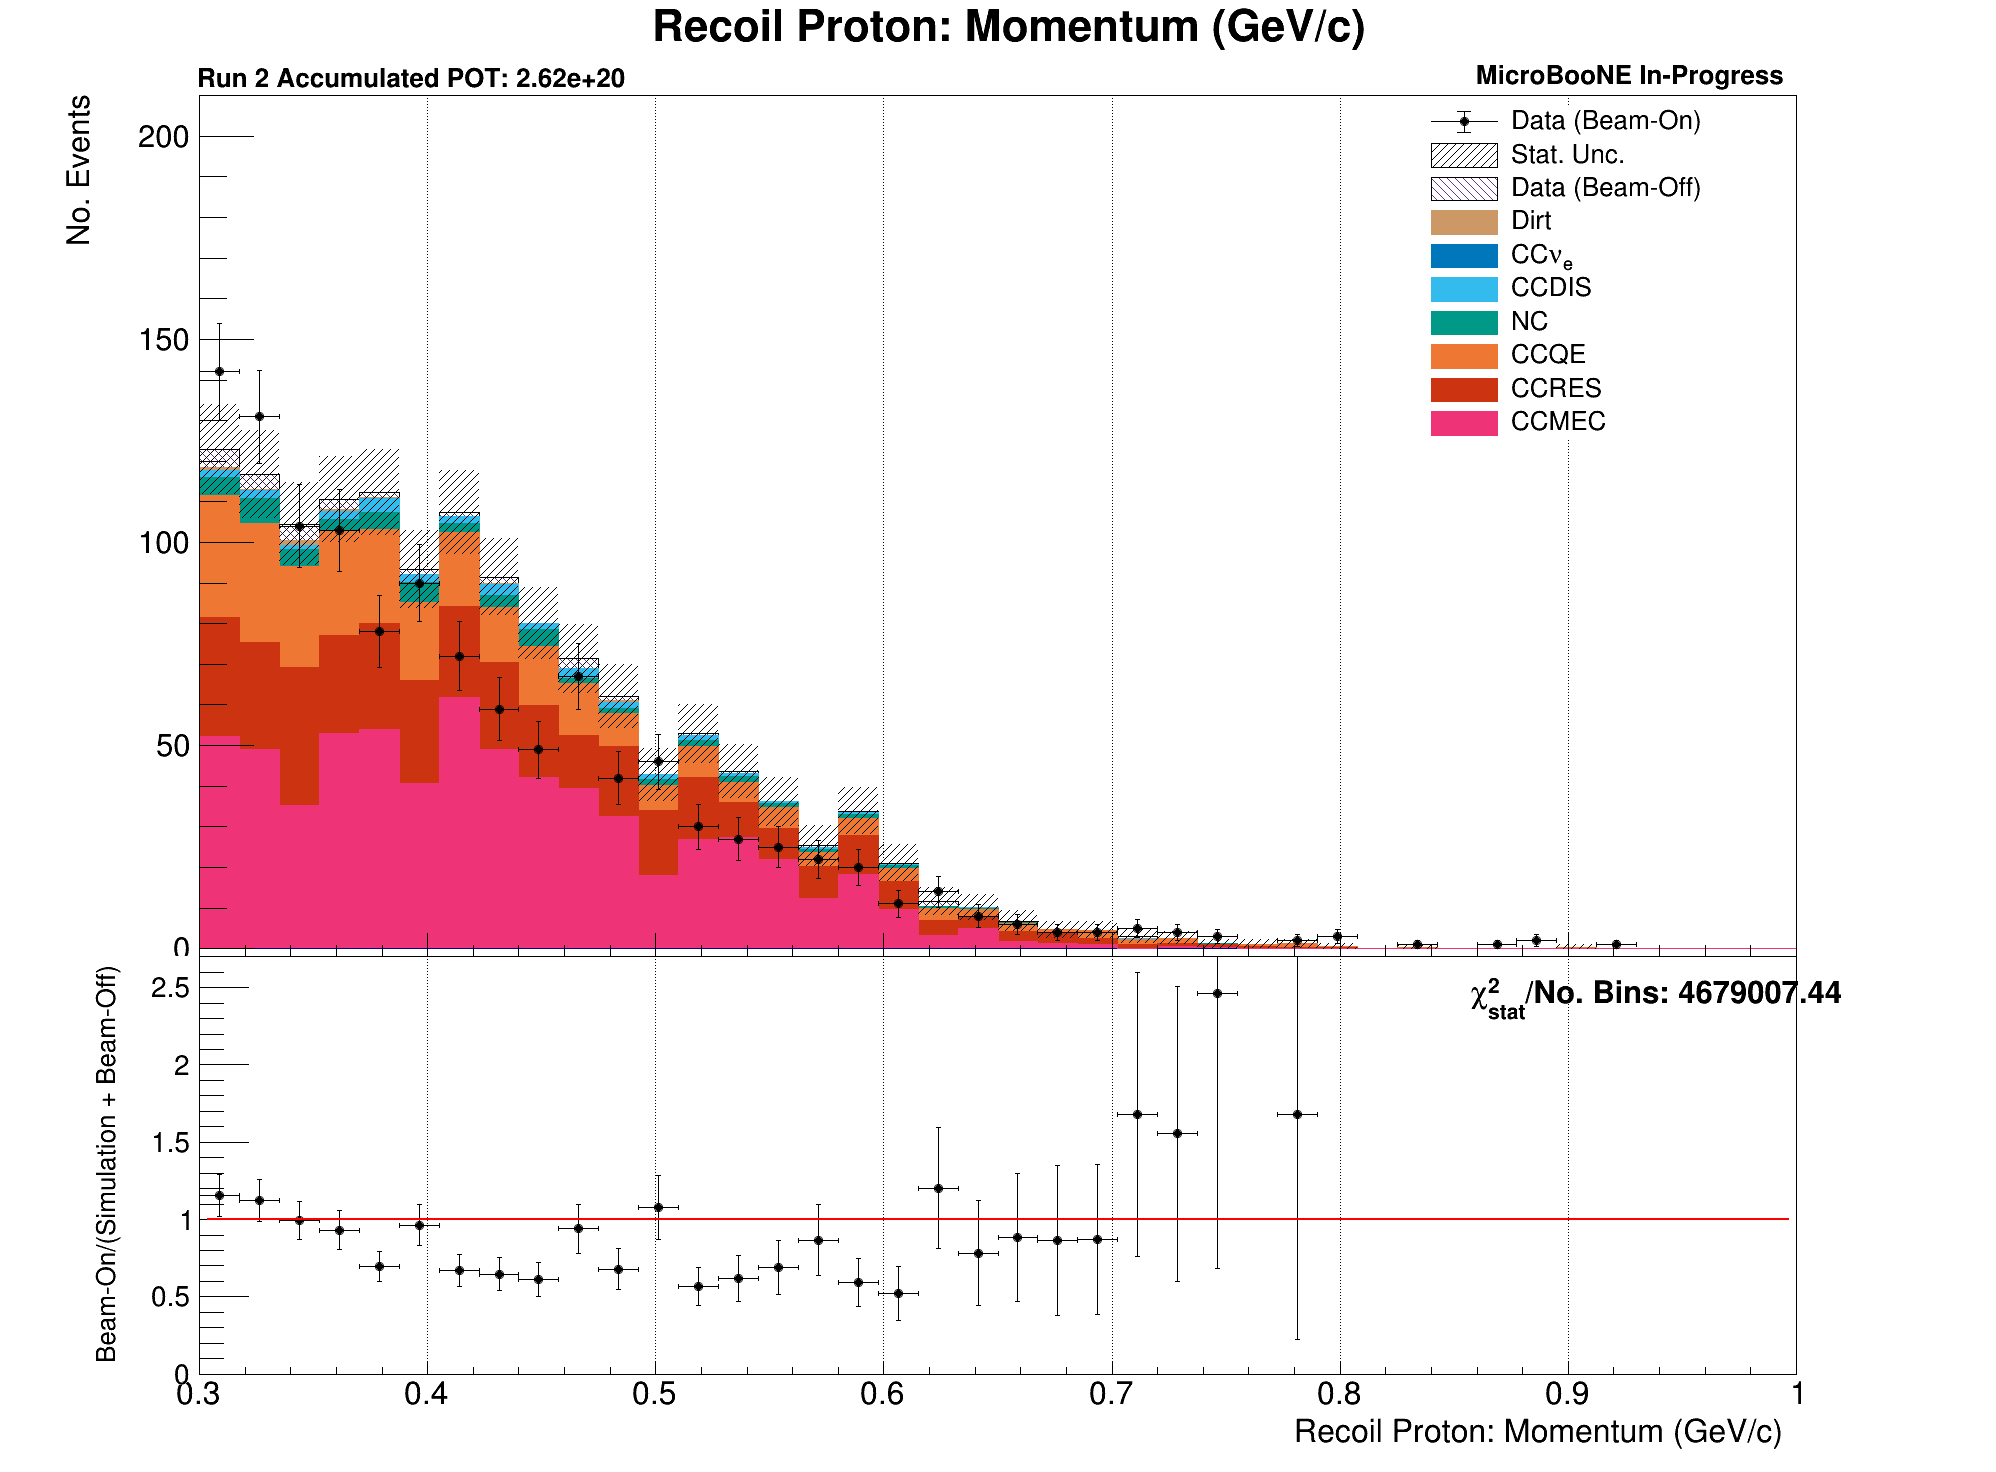 Recoil Proton: Momentum (GeV/c)
Run 2 Accumulated POT: 2.62e+20
MicroBooNE In-Progress
No. Events
200
150
100
50
0
Data (Beam-On)
Stat. Unc.
Data (Beam-Off)
Dirt
CCνe
CCDIS
NC
CCQE
CCRES
CCMEC
Beam-On/(Simulation + Beam-Off)
2.5
2
1.5
1
0.5
0
χ²stat/No. Bins: 4679007.44
0.3 0.4 0.5 0.6 0.7 0.8 0.9 1
Recoil Proton: Momentum (GeV/c)